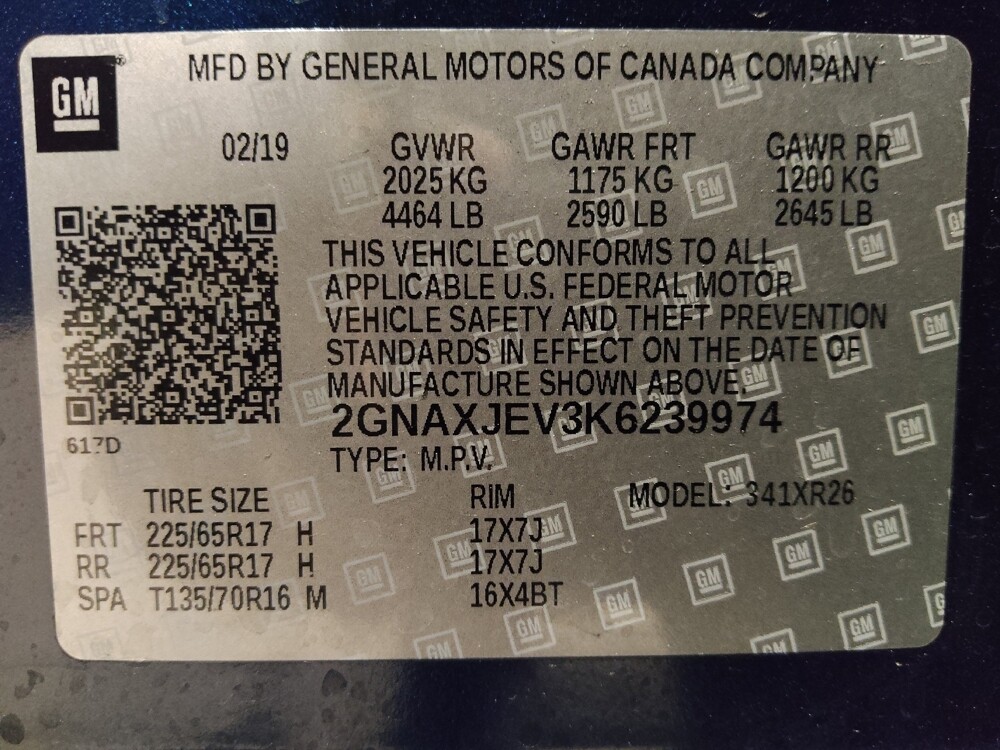 GM
MFD BY GENERAL MOTORS OF CANADA COMPANY
02/19 GVWR GAWR FRT GAWR RR
2025 KG 1175 KG 1200 KG
4464 LB 2590 LB 2645 LB
THIS VEHICLE CONFORMS TO ALL
APPLICABLE U.S. FEDERAL MOTOR
VEHICLE SAFETY AND THEFT PREVENTION
STANDARDS IN EFFECT ON THE DATE OF
MANUFACTURE SHOWN ABOVE.
2GNAXJEV3K6239974
617D
TYPE: M.P.V.
TIRE SIZE RIM MODEL: 341XR26
FRT 225/65R17 H 17X7J
RR 225/65R17 H 17X7J
SPA T135/70R16 M 16X4BT